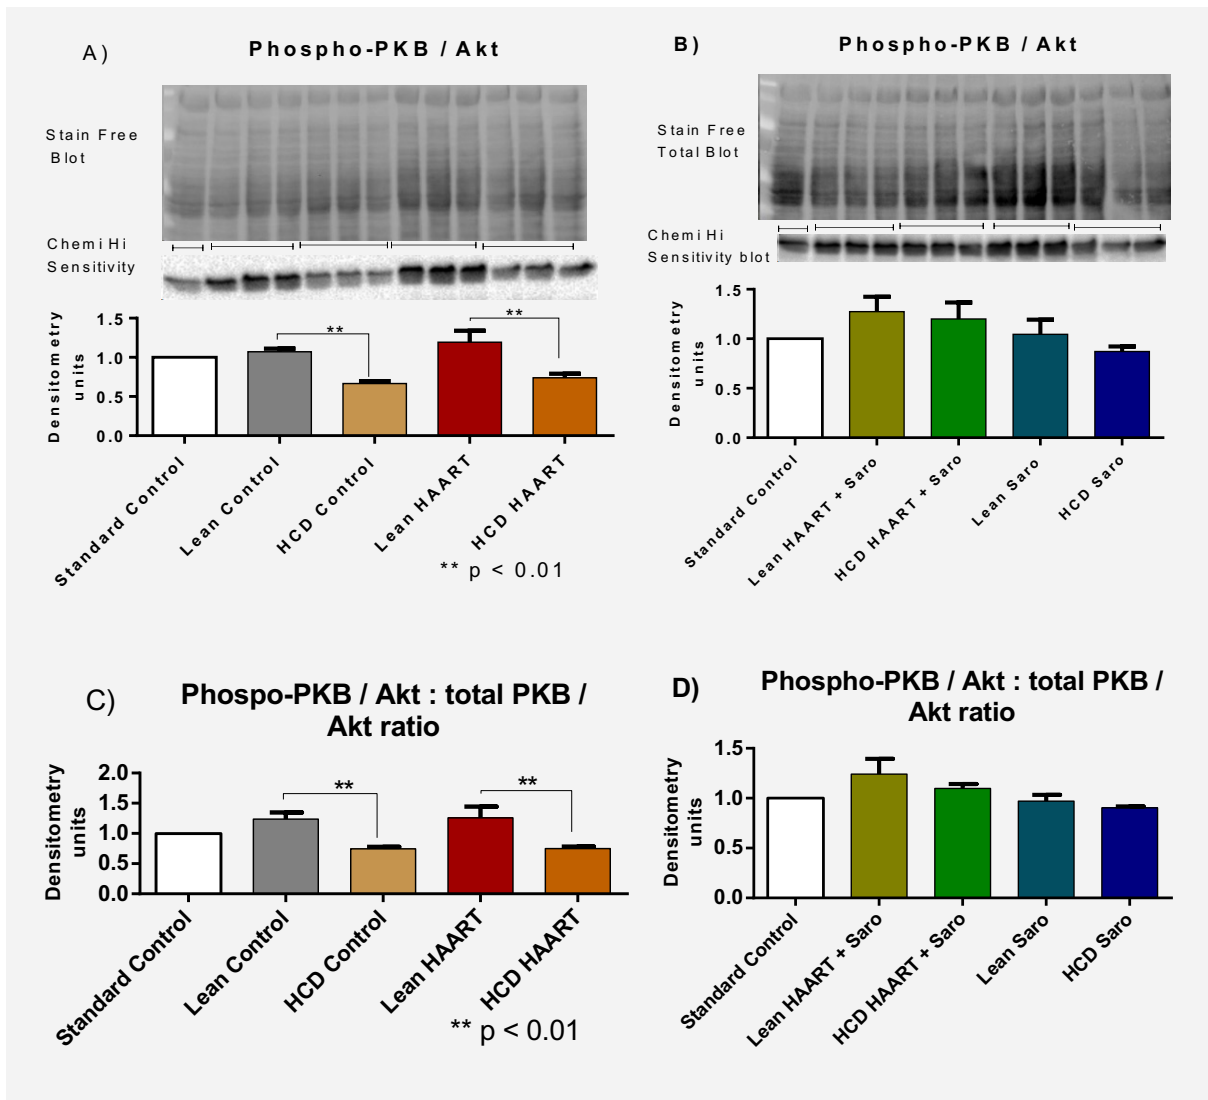 A)
Phospho-PKB / Akt
Stain Free
Blot
ChemiHi
Sensitivity
**
**
Densitometry
units
1.5
1.0
0.5
0.0
Standard Control
Lean Control
HCD Control
Lean HAART
HCD HAART
** p < 0.01
B)
Phospho-PKB / Akt
Stain Free
Total Blot
ChemiHi
Sensitivity blot
Densitometry
units
1.5
1.0
0.5
0.0
Standard Control
Lean HAART + Saro
HCD HAART + Saro
Lean Saro
HCD Saro
C)
Phospo-PKB / Akt : total PKB /
Akt ratio
**
**
Densitometry
units
2.0
1.5
1.0
0.5
0.0
Standard Control
Lean Control
HCD Control
Lean HAART
HCD HAART
** p < 0.01
D)
Phospho-PKB / Akt : total PKB /
Akt ratio
Densitometry
units
1.5
1.0
0.5
0.0
Standard Control
Lean HAART + Saro
HCD HAART + Saro
Lean Saro
HCD Saro